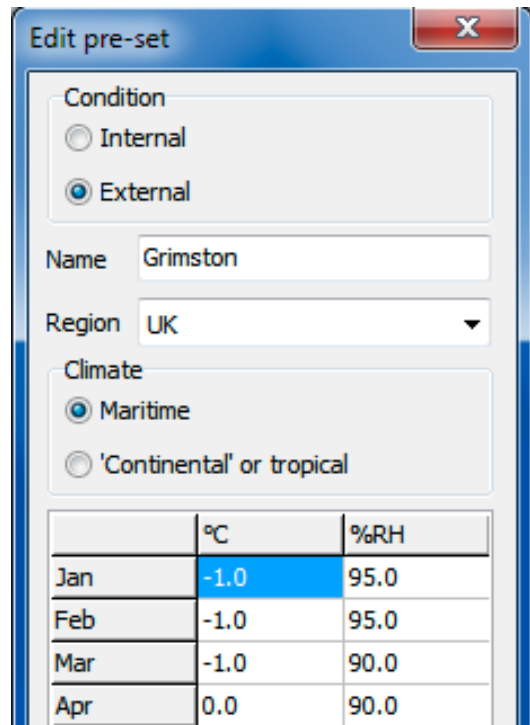 Edit pre-set
Condition
Internal
External
Name Grimston
Region UK
Climate
Maritime
'Continental' or tropical
ºC %RH
Jan -1.0 95.0
Feb -1.0 95.0
Mar -1.0 90.0
Apr 0.0 90.0